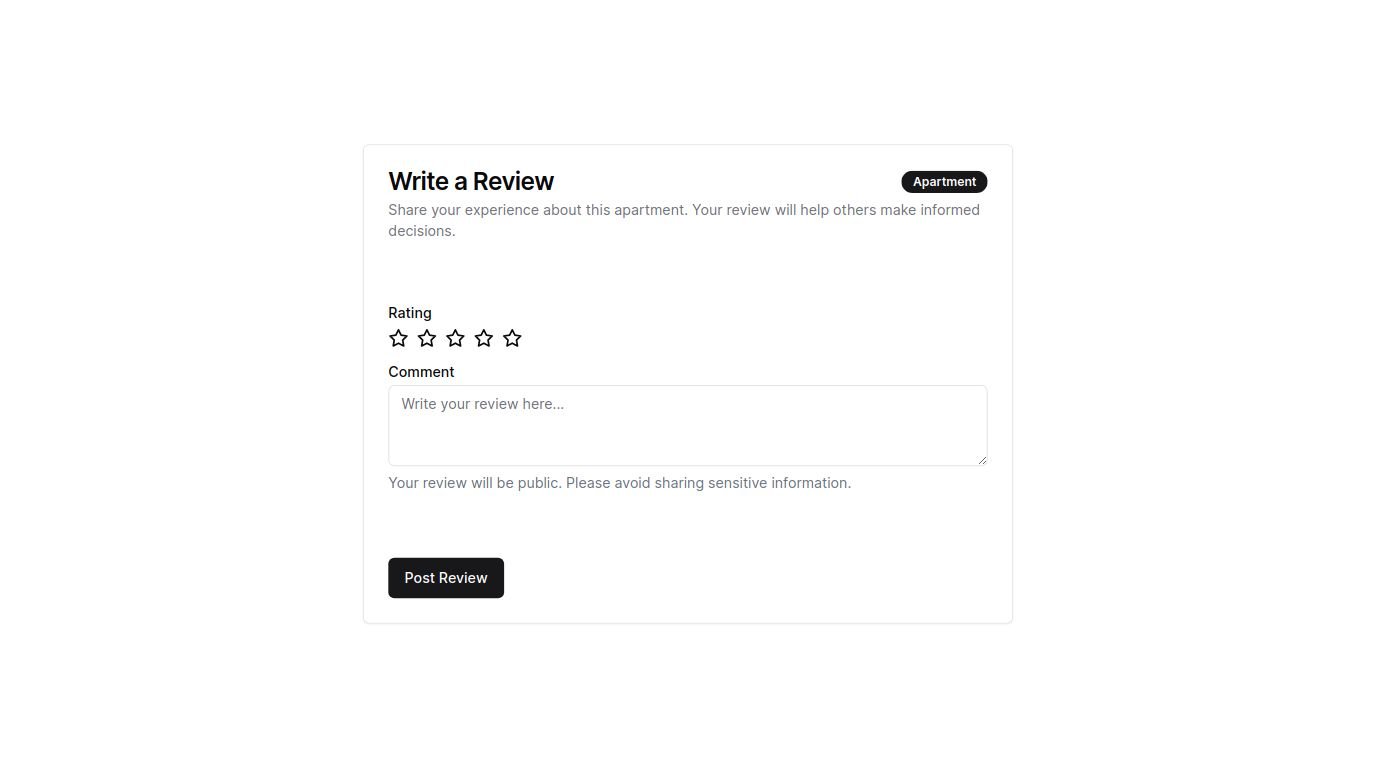 Write a Review
Apartment
Share your experience about this apartment. Your review will help others make informed
decisions.
Rating
Comment
Write your review here...
Your review will be public. Please avoid sharing sensitive information.
Post Review